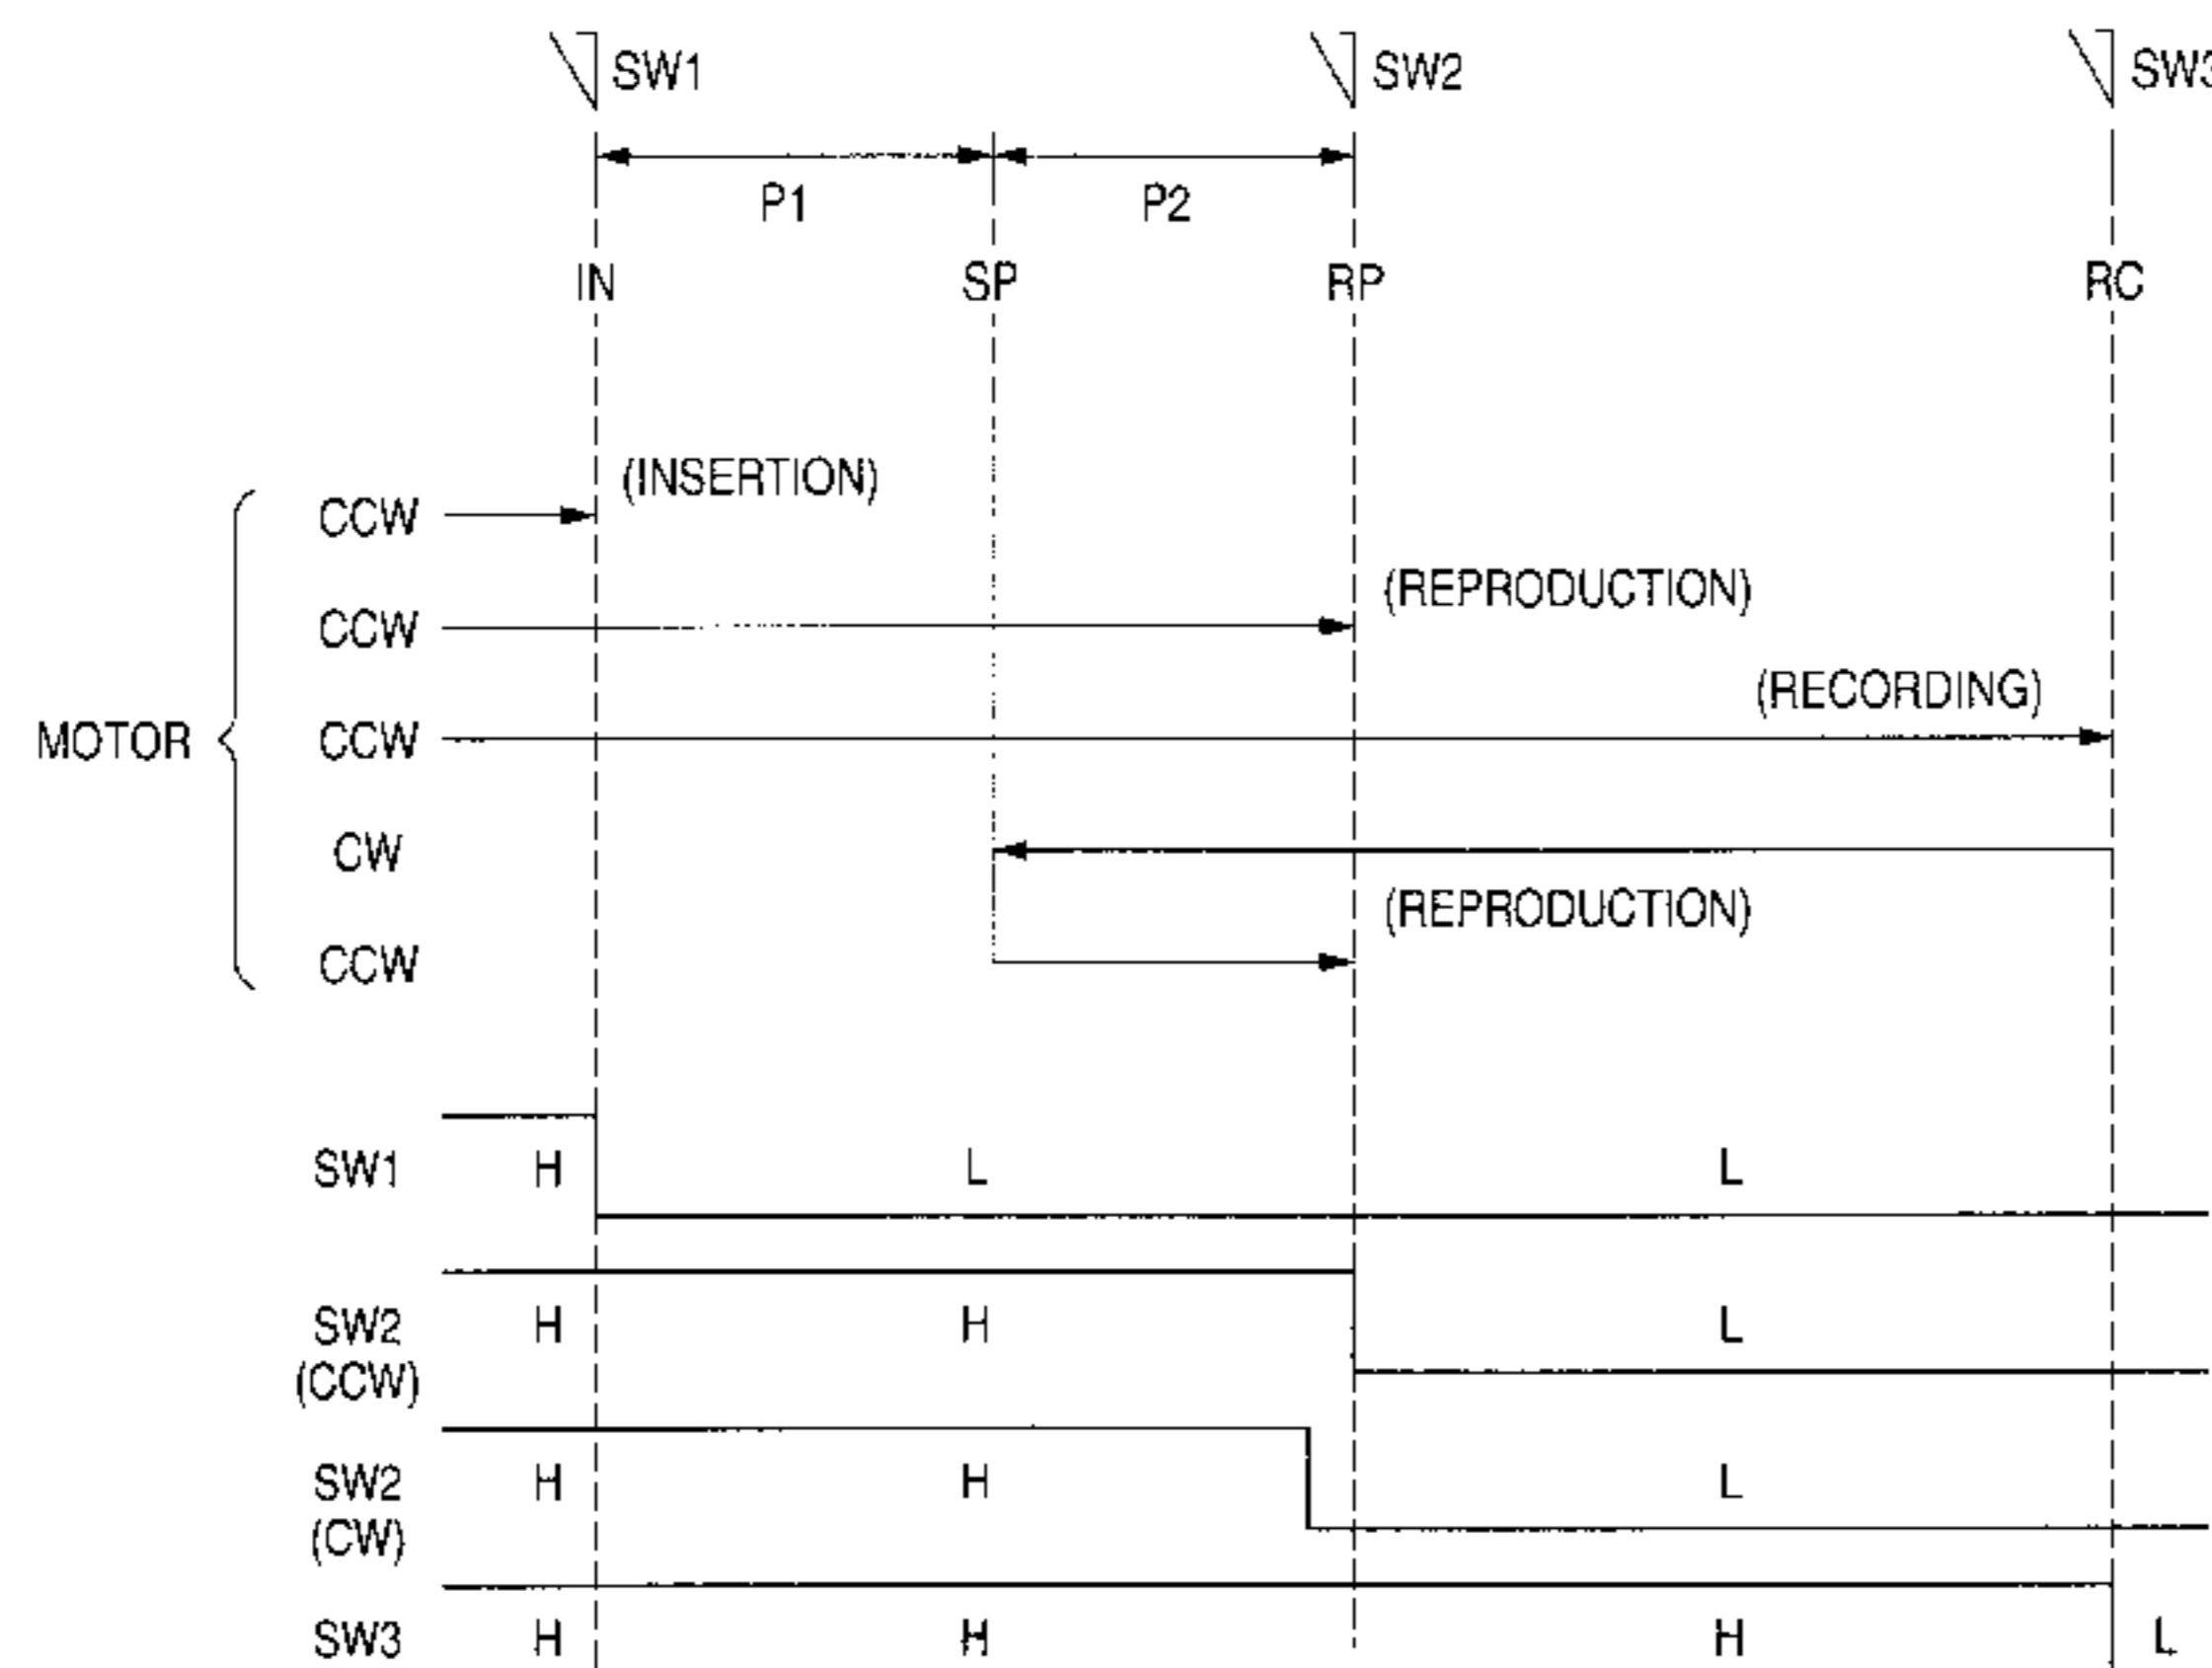 SW1 SW2 SW3
P1 P2
IN SP RP RC
(INSERTION)
CCW
(REPRODUCTION)
CCW
(RECORDING)
MOTOR CCW
CW
(REPRODUCTION)
CCW
SW1 H L L
SW2 H H L
(CCW)
SW2 H H L
(CW)
SW3 H H H L